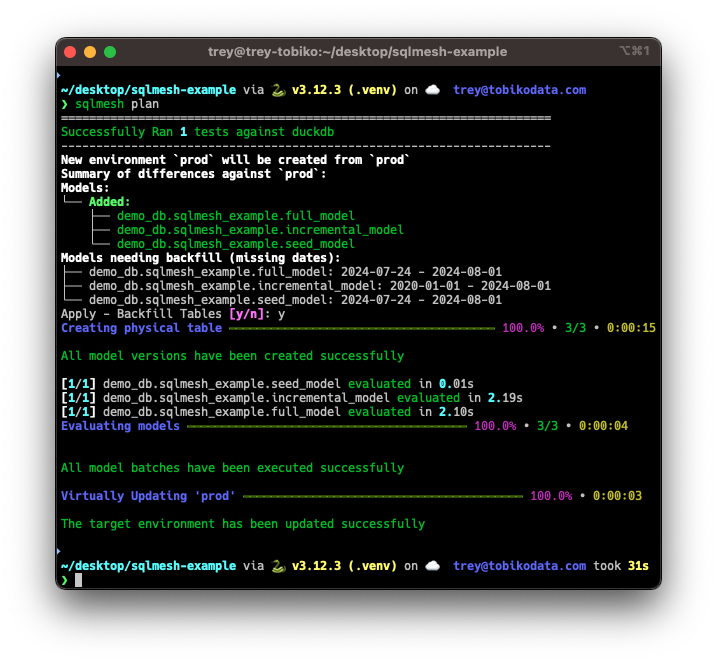 trey@trey-tobiko:~/desktop/sqlmesh-example ⌥⌘1
~/desktop/sqlmesh-example via 🐍 v3.12.3 (.venv) on ☁️ trey@tobikodata.com
❯ sqlmesh plan
======================================================================
Successfully Ran 1 tests against duckdb
----------------------------------------------------------------------
New environment `prod` will be created from `prod`
Summary of differences against `prod`:
Models:
└── Added:
    ├── demo_db.sqlmesh_example.full_model
    ├── demo_db.sqlmesh_example.incremental_model
    └── demo_db.sqlmesh_example.seed_model
Models needing backfill (missing dates):
├── demo_db.sqlmesh_example.full_model: 2024-07-24 - 2024-08-01
├── demo_db.sqlmesh_example.incremental_model: 2020-01-01 - 2024-08-01
└── demo_db.sqlmesh_example.seed_model: 2024-07-24 - 2024-08-01
Apply - Backfill Tables [y/n]: y
Creating physical table ━━━━━━━━━━━━━━━━━━━━━━━━━━━━━━━━━━━━━━ 100.0% • 3/3 • 0:00:15
All model versions have been created successfully
[1/1] demo_db.sqlmesh_example.seed_model evaluated in 0.01s
[1/1] demo_db.sqlmesh_example.incremental_model evaluated in 2.19s
[1/1] demo_db.sqlmesh_example.full_model evaluated in 2.10s
Evaluating models ━━━━━━━━━━━━━━━━━━━━━━━━━━━━━━━━━━━━━━━━ 100.0% • 3/3 • 0:00:04
All model batches have been executed successfully
Virtually Updating 'prod' ━━━━━━━━━━━━━━━━━━━━━━━━━━━━━━━━━━━━━━━━ 100.0% • 0:00:03
The target environment has been updated successfully
~/desktop/sqlmesh-example via 🐍 v3.12.3 (.venv) on ☁️ trey@tobikodata.com took 31s
❯